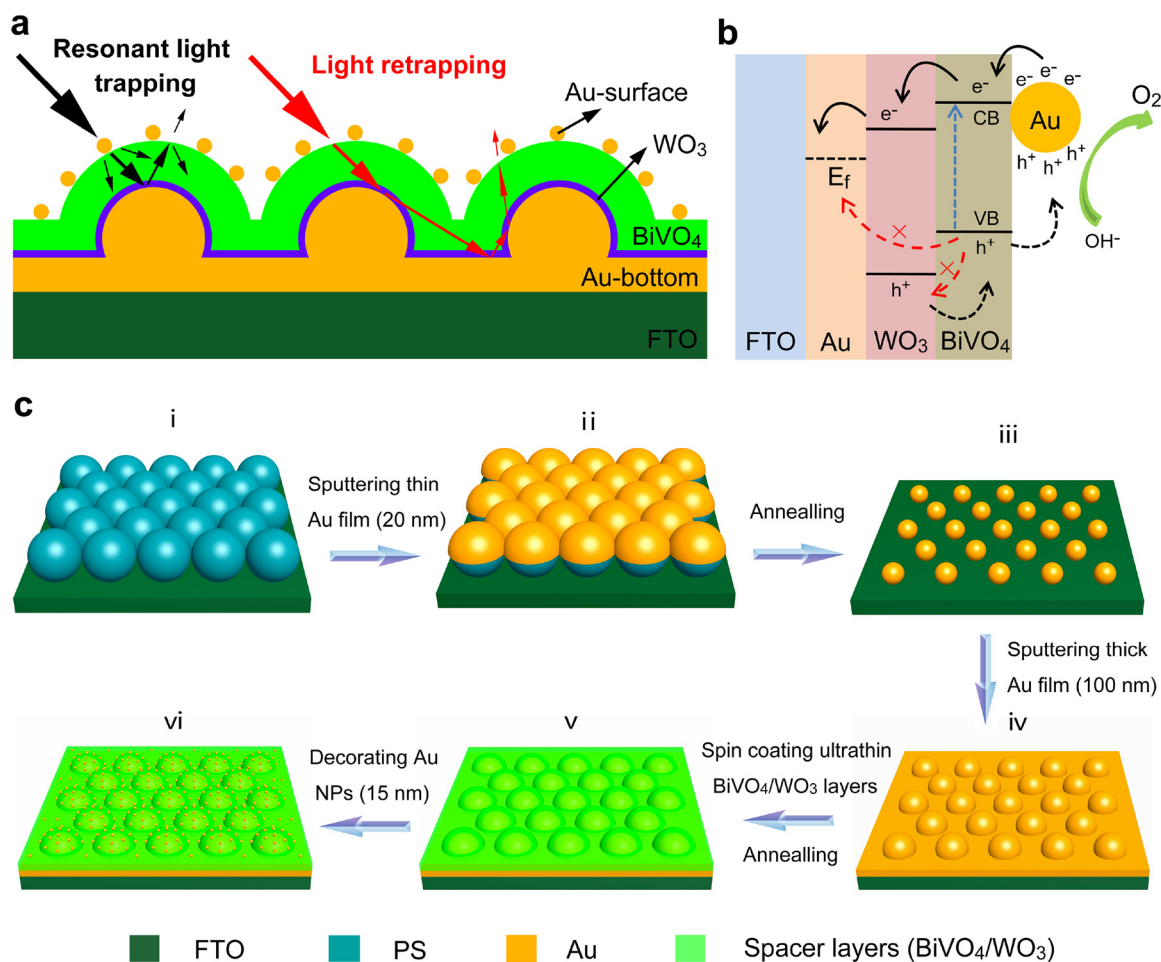 a
Resonant light
trapping
Light retrapping
Au-surface
WO₃
BiVO₄
Au-bottom
FTO
b
e⁻
e⁻ e⁻ e⁻
e⁻
e⁻
CB
Au
O₂
h⁺ h⁺ h⁺
E_f
VB
h⁺
OH⁻
×
×
h⁺
FTO
Au
WO₃
BiVO₄
c
i
Sputtering thin
Au film (20 nm)
ii
Annealling
iii
Sputtering thick
Au film (100 nm)
iv
Spin coating ultrathin
BiVO₄/WO₃ layers
Annealling
v
Decorating Au
NPs (15 nm)
vi
FTO
PS
Au
Spacer layers (BiVO₄/WO₃)